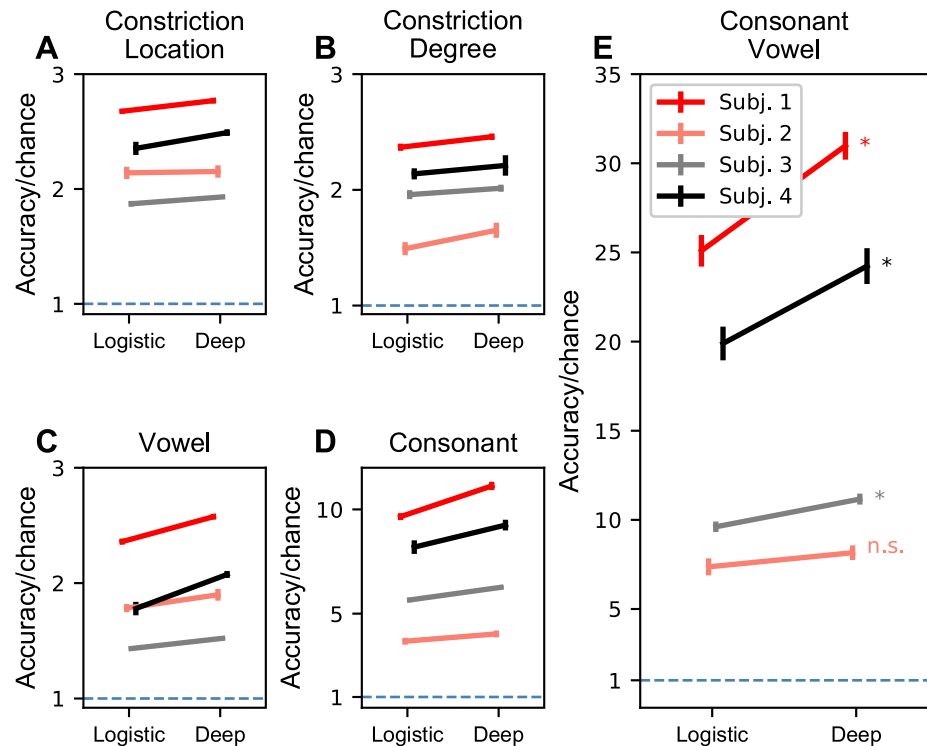 A
Constriction
Location
Accuracy/chance
3
2
1
Logistic
Deep
B
Constriction
Degree
Accuracy/chance
3
2
1
Logistic
Deep
C
Vowel
Accuracy/chance
3
2
1
Logistic
Deep
D
Consonant
Accuracy/chance
10
5
1
Logistic
Deep
E
Consonant
Vowel
Accuracy/chance
35
30
25
20
15
10
5
1
Subj. 1
Subj. 2
Subj. 3
Subj. 4
*
*
*
n.s.
Logistic
Deep